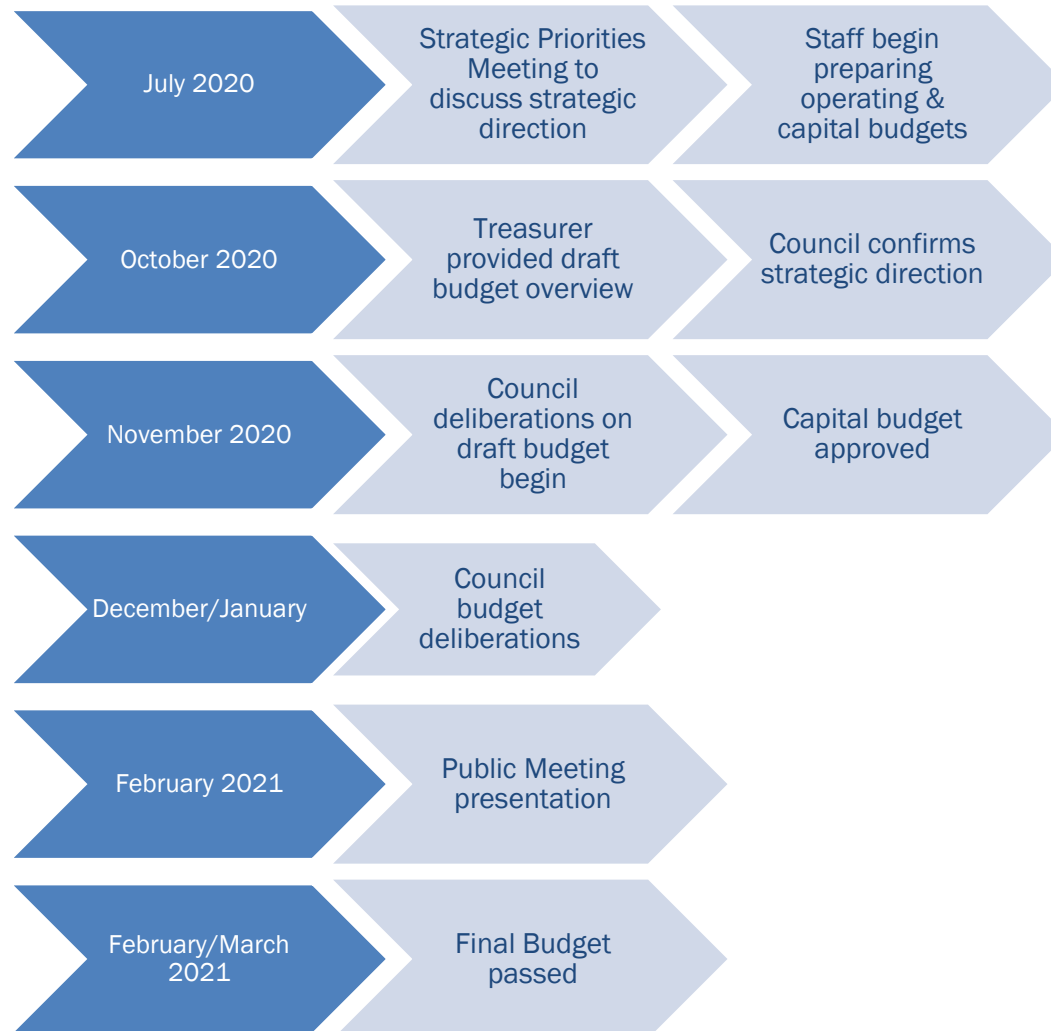 July 2020
Strategic Priorities
Meeting to
discuss strategic
direction
Staff begin
preparing
operating &
capital budgets
October 2020
Treasurer
provided draft
budget overview
Council confirms
strategic direction
November 2020
Council
deliberations on
draft budget
begin
Capital budget
approved
December/January
Council
budget
deliberations
February 2021
Public Meeting
presentation
February/March
2021
Final Budget
passed